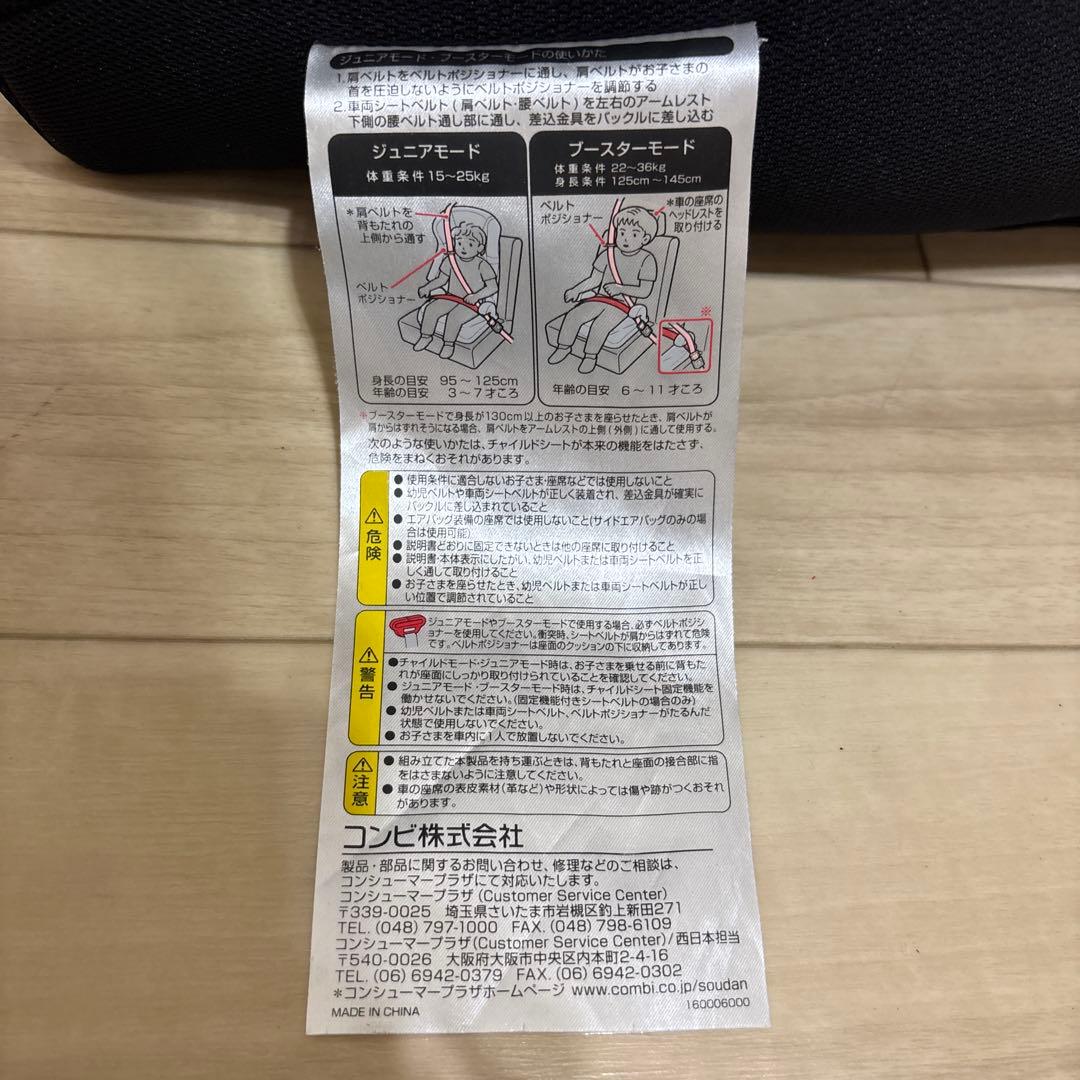 ジュニアモード・ブースターモードの使いかた
1.肩ベルトをベルトポジショナーに通し、肩ベルトがお子さまの
首を圧迫しないようにベルトポジショナーを調節する
2.車両シートベルト(肩ベルト・腰ベルト)を左右のアームレスト
下側の腰ベルト通し部に通し、差込金具をバックルに差し込む
ジュニアモード
体重条件 15～25kg
*肩ベルトを
背もたれの
上側から通す
ベルト
ポジショナー
身長の目安 95～125cm
年齢の目安 3～7才ころ
ブースターモード
体重条件 22～36kg
身長条件 125cm～145cm
ベルト
ポジショナー
*車の座席の
ヘッドレストを
取り付ける
※
年齢の目安 6～11才ころ
※ブースターモードで身長が130cm以上のお子さまを座らせたとき、肩ベルトが
肩からはずれそうになる場合、肩ベルトをアームレストの上側(外側)に通して使用する。
次のような使いかたは、チャイルドシートが本来の機能をはたさず、
危険をまねくおそれがあります。
危険
●使用条件に適合しないお子さま・座席などでは使用しないこと
●幼児ベルトや車両シートベルトが正しく装着され、差込金具が確実に
バックルに差し込まれていること
●エアバッグ装備の座席では使用しないこと(サイドエアバッグのみの場
合は使用可能)
●説明書どおりに固定できないときは他の座席に取り付けること
●説明書・本体表示にしたがい、幼児ベルトまたは車両シートベルトを正
しく通して取り付けること
●お子さまを座らせたとき、幼児ベルトまたは車両シートベルトが正し
い位置で調節されていること
警告
ジュニアモードやブースターモードで使用する場合、必ずベルトポジシ
ョナーを使用してください。衝突時、シートベルトが肩からはずれて危険
です。ベルトポジショナーは座面のクッションの下に収納してあります。
●チャイルドモード・ジュニアモード時は、お子さまを乗せる前に背もた
れが座面にしっかり取り付けられていることを確認してください。
●ジュニアモード・ブースターモード時は、チャイルドシート固定機能を
働かせないでください。(固定機能付きシートベルトの場合のみ)
●幼児ベルトまたは車両シートベルト、ベルトポジショナーがたるんだ
状態で使用しないでください。
●お子さまを車内に1人で放置しないでください。
注意
●組み立てた本製品を持ち運ぶときは、背もたれと座面の接合部に指
をはさまないように注意してください。
●車の座席の表皮素材(革など)や形状によっては傷や跡がつくおそれ
があります。
コンビ株式会社
製品・部品に関するお問い合わせ、修理などのご相談は、
コンシューマープラザにて対応いたします。
コンシューマープラザ(Customer Service Center)
〒339-0025 埼玉県さいたま市岩槻区釣上新田271
TEL. (048) 797-1000 FAX. (048) 798-6109
コンシューマープラザ(Customer Service Center)/西日本担当
〒540-0026 大阪府大阪市中央区内本町2-4-16
TEL. (06) 6942-0379 FAX. (06) 6942-0302
*コンシューマープラザホームページ www.combi.co.jp/soudan
MADE IN CHINA
160006000